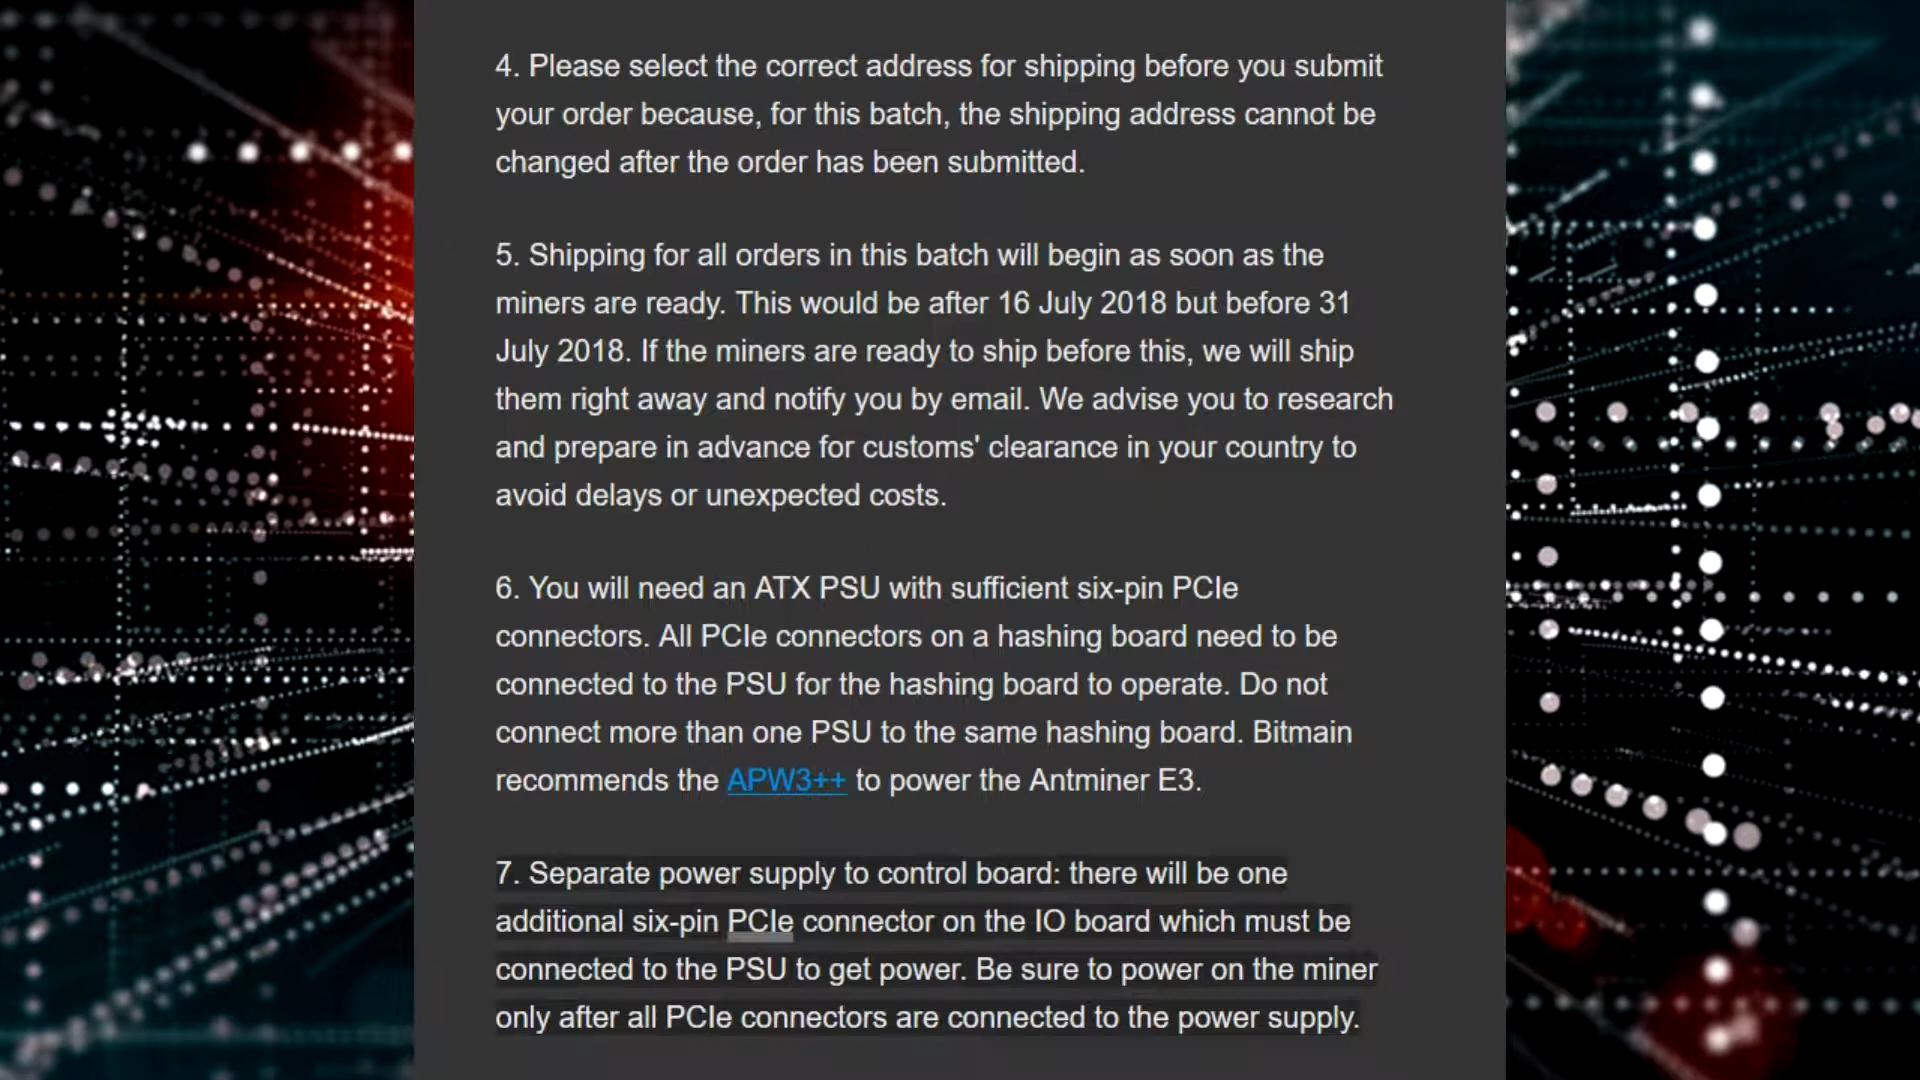 4. Please select the correct address for shipping before you submit
your order because, for this batch, the shipping address cannot be
changed after the order has been submitted.
5. Shipping for all orders in this batch will begin as soon as the
miners are ready. This would be after 16 July 2018 but before 31
July 2018. If the miners are ready to ship before this, we will ship
them right away and notify you by email. We advise you to research
and prepare in advance for customs' clearance in your country to
avoid delays or unexpected costs.
6. You will need an ATX PSU with sufficient six-pin PCIe
connectors. All PCIe connectors on a hashing board need to be
connected to the PSU for the hashing board to operate. Do not
connect more than one PSU to the same hashing board. Bitmain
recommends the APW3++ to power the Antminer E3.
7. Separate power supply to control board: there will be one
additional six-pin PCIe connector on the IO board which must be
connected to the PSU to get power. Be sure to power on the miner
only after all PCIe connectors are connected to the power supply.